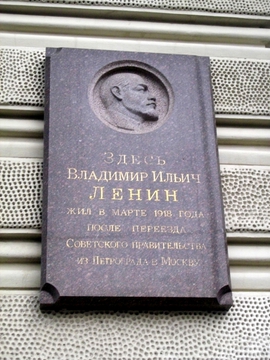 Здесь
Владимир Ильич
Ленин
жил в марте 1918 года
после переезда
Советского правительства
из Петрограда в Москву